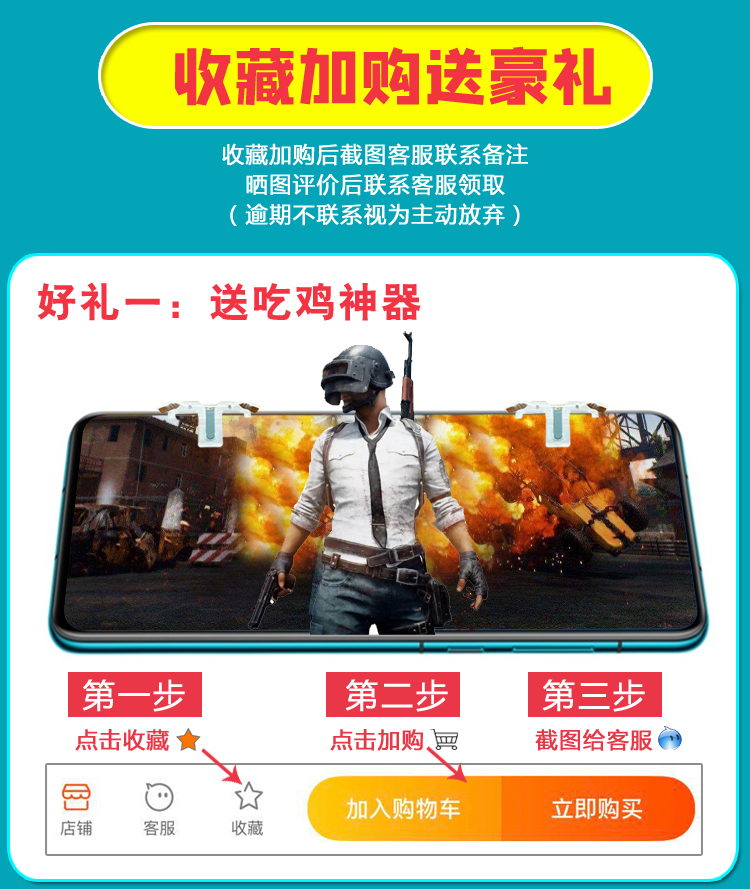 收藏加购送豪礼
收藏加购后截图客服联系备注
晒图评价后联系客服领取
（逾期不联系视为主动放弃）
好礼一：送吃鸡神器
第一步
第二步
第三步
点击收藏
点击加购
截图给客服
店铺
客服
收藏
加入购物车
立即购买